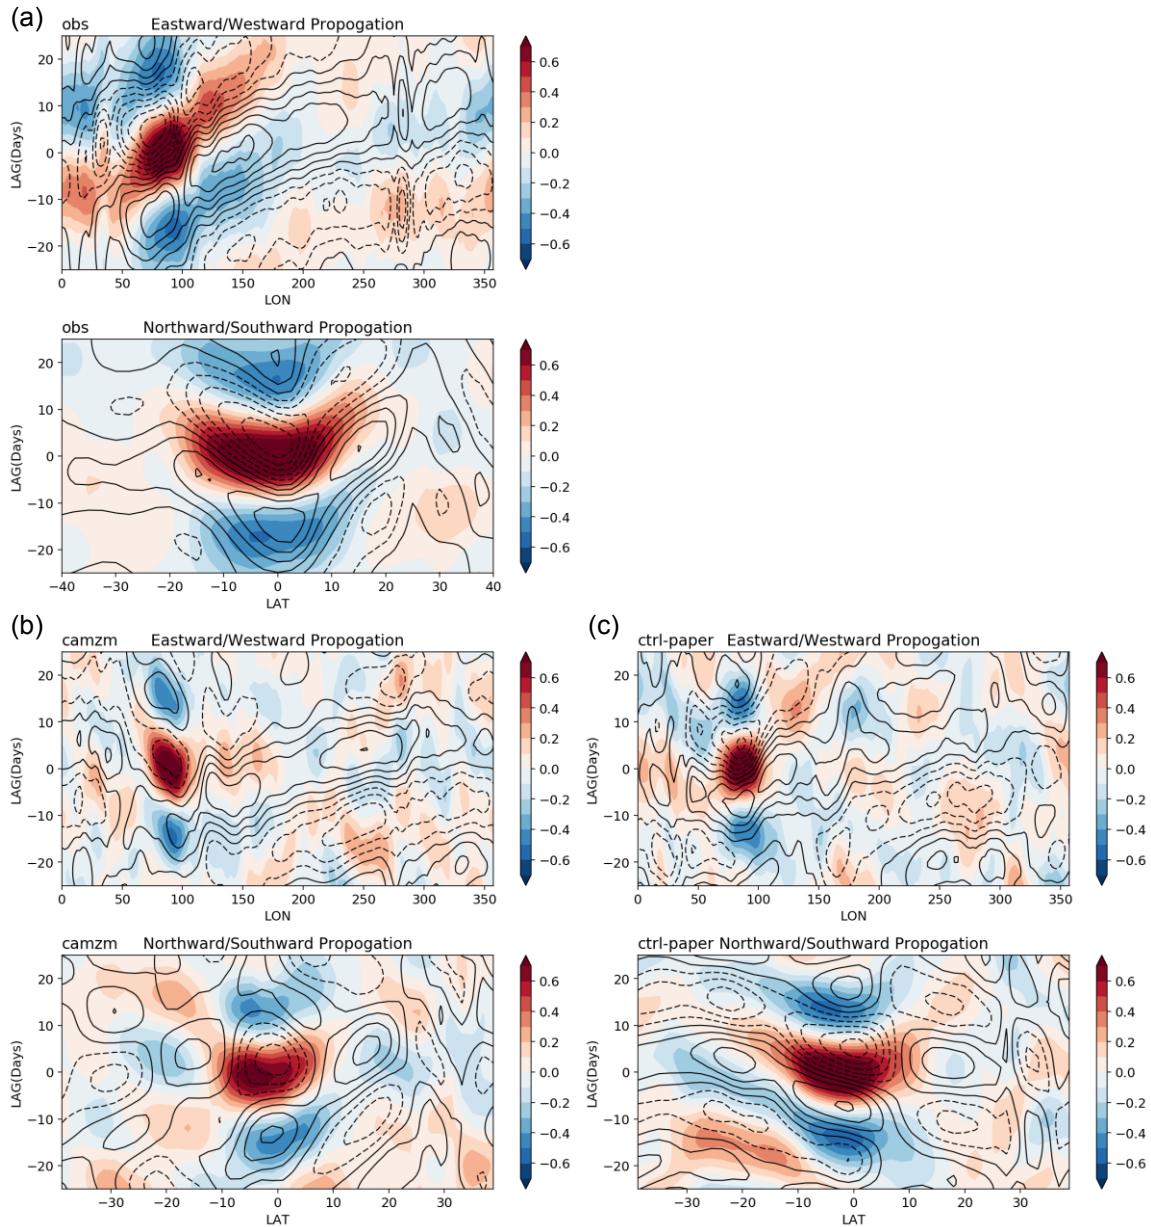 (a)
obs Eastward/Westward Propogation
20
10
0
−10
−20
LAG(Days)
0 50 100 150 200 250 300 350
LON
0.6
0.4
0.2
0.0
−0.2
−0.4
−0.6
obs Northward/Southward Propogation
20
10
0
−10
−20
LAG(Days)
−40 −30 −20 −10 0 10 20 30 40
LAT
0.6
0.4
0.2
0.0
−0.2
−0.4
−0.6
(b)
camzm Eastward/Westward Propogation
20
10
0
−10
−20
LAG(Days)
0 50 100 150 200 250 300 350
LON
0.6
0.4
0.2
0.0
−0.2
−0.4
−0.6
(c)
ctrl-paper Eastward/Westward Propogation
20
10
0
−10
−20
LAG(Days)
0 50 100 150 200 250 300 350
LON
0.6
0.4
0.2
0.0
−0.2
−0.4
−0.6
camzm Northward/Southward Propogation
20
10
0
−10
−20
LAG(Days)
−30 −20 −10 0 10 20 30
LAT
0.6
0.4
0.2
0.0
−0.2
−0.4
−0.6
ctrl-paper Northward/Southward Propogation
20
10
0
−10
−20
LAG(Days)
−30 −20 −10 0 10 20 30
LAT
0.6
0.4
0.2
0.0
−0.2
−0.4
−0.6